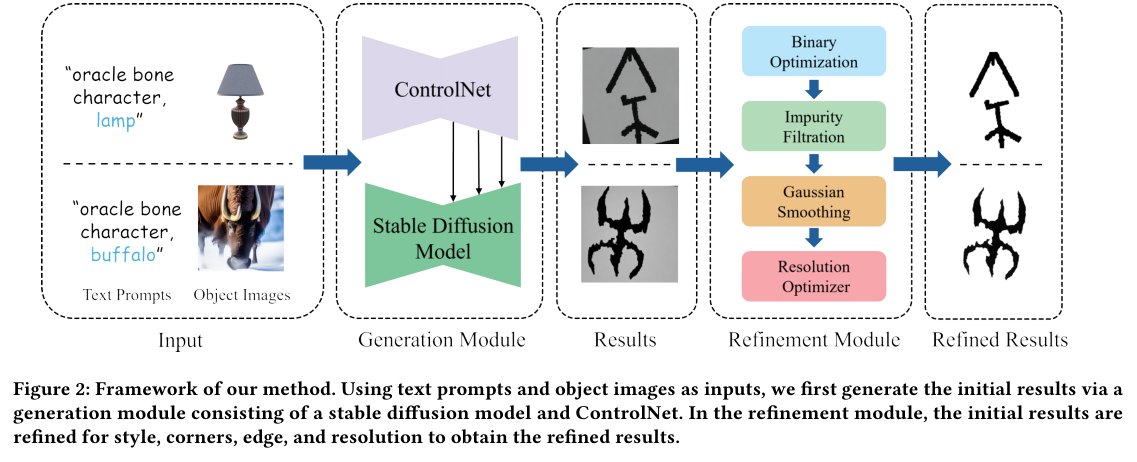 “oracle bone
character,
lamp”
“oracle bone
character,
buffalo”
Text Prompts
Object Images
Input
ControlNet
Stable Diffusion
Model
Generation Module
Results
Binary
Optimization
Impurity
Filtration
Gaussian
Smoothing
Resolution
Optimizer
Refinement Module
Refined Results
Figure 2: Framework of our method. Using text prompts and object images as inputs, we first generate the initial results via a
generation module consisting of a stable diffusion model and ControlNet. In the refinement module, the initial results are
refined for style, corners, edge, and resolution to obtain the refined results.